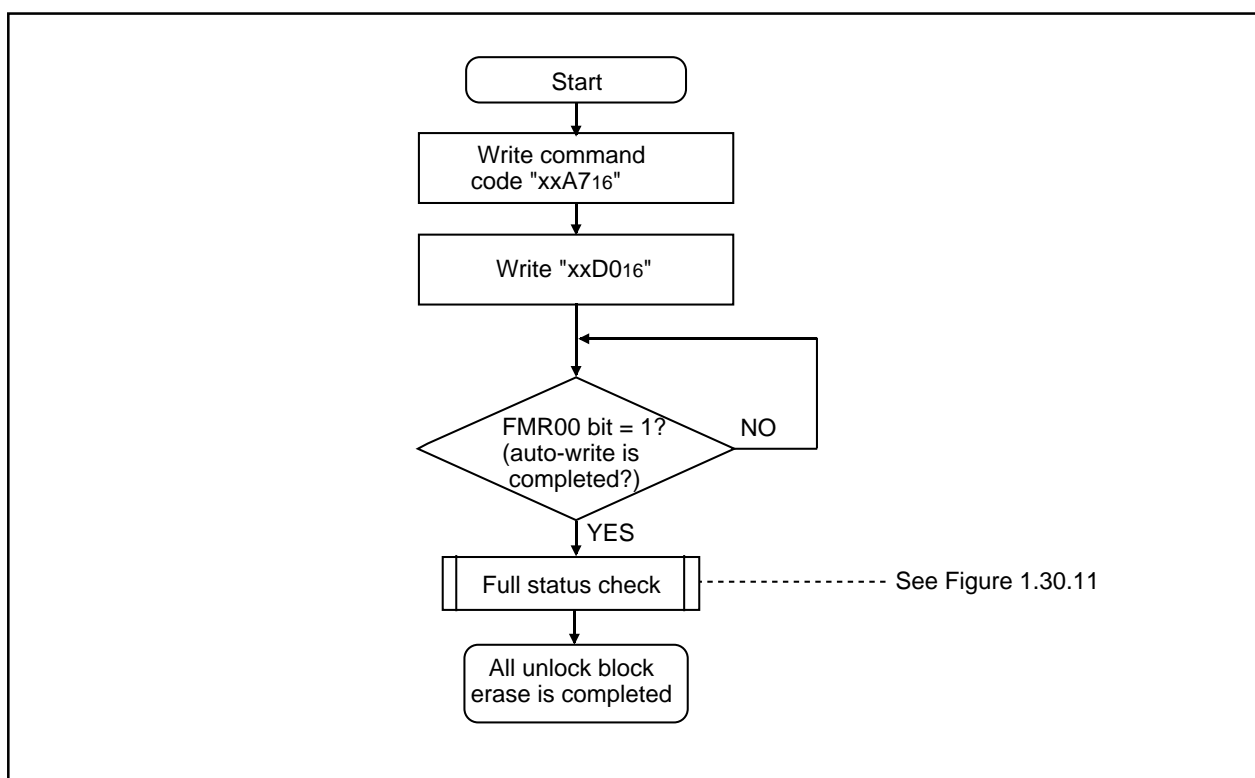 Start
Write command
code "xxA716"
Write "xxD016"
FMR00 bit = 1?
(auto-write is
completed?)
NO
YES
Full status check
See Figure 1.30.11
All unlock block
erase is completed